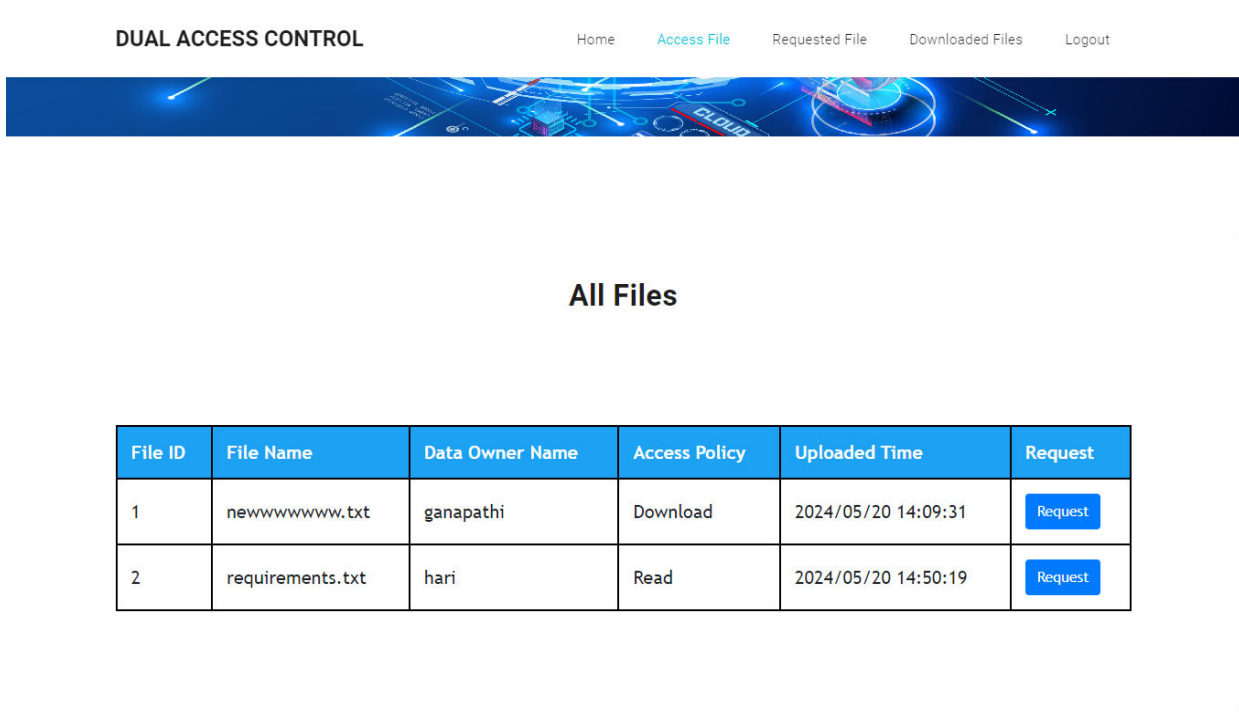 DUAL ACCESS CONTROL Home Access File Requested File Downloaded Files Logout
CLOUD
All Files
File ID File Name Data Owner Name Access Policy Uploaded Time Request
1 newwwwwww.txt ganapathi Download 2024/05/20 14:09:31 Request
2 requirements.txt hari Read 2024/05/20 14:50:19 Request